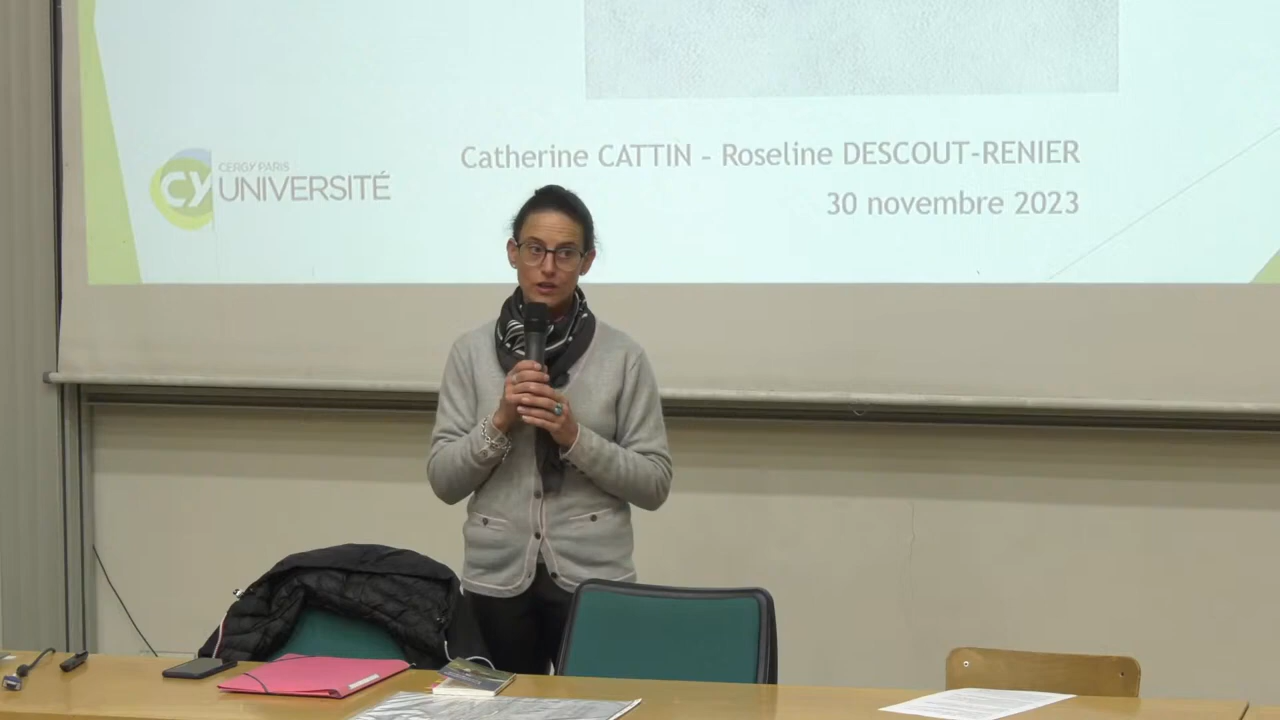 Catherine CATTIN – Roseline DESCOUT-RENIER
30 novembre 2023
CY
CERGY PARIS
UNIVERSITÉ